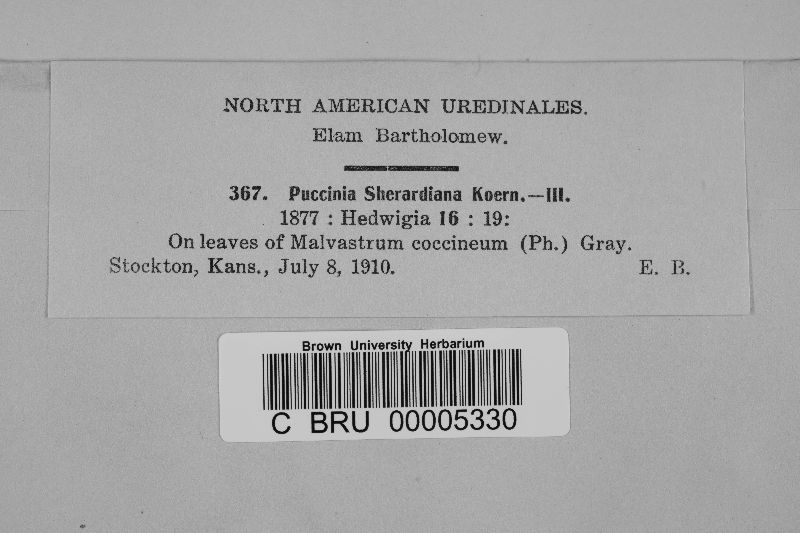 NORTH AMERICAN UREDINALES.
Elam Bartholomew.
367. Puccinia Sherardiana Koern.—III.
1877 : Hedwigia 16 : 19:
On leaves of Malvastrum coccineum (Ph.) Gray.
Stockton, Kans., July 8, 1910. E. B.
Brown University Herbarium
C BRU 00005330